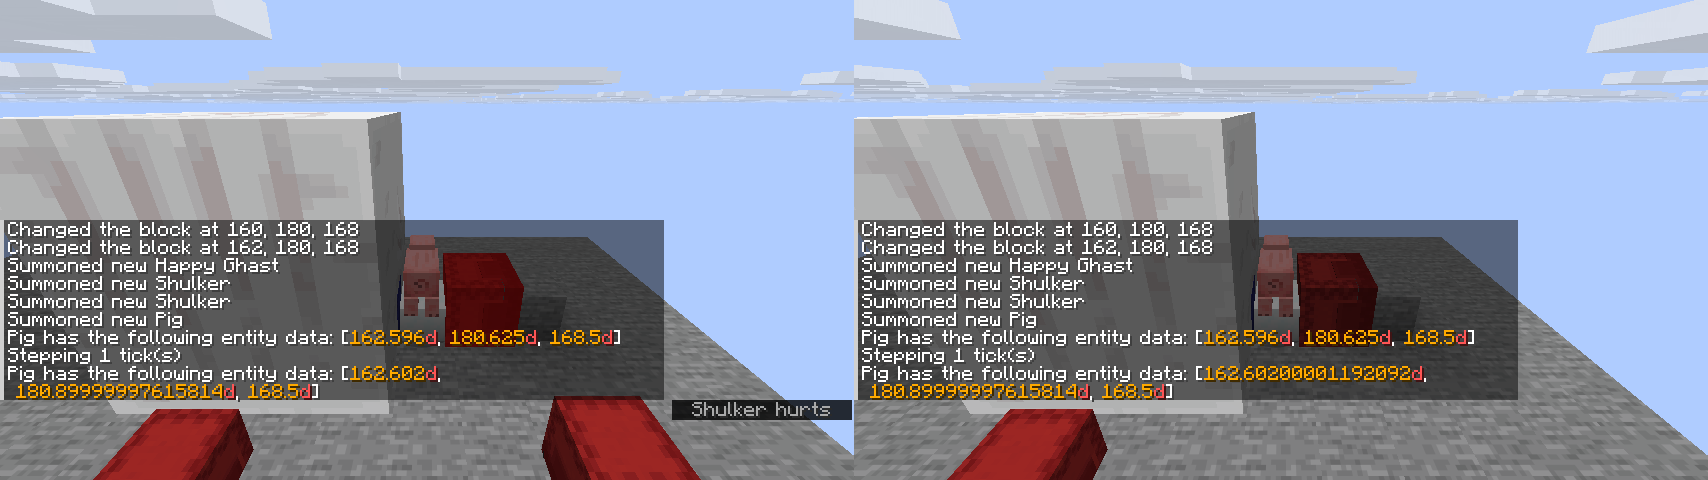 Changed the block at 160, 180, 168
Changed the block at 162, 180, 168
Summoned new Happy Ghast
Summoned new Shulker
Summoned new Shulker
Summoned new Pig
Pig has the following entity data: [162.596d, 180.625d, 168.5d]
Stepping 1 tick(s)
Pig has the following entity data: [162.602d,
180.89999997615814d, 168.5d]
Shulker hurts
Changed the block at 160, 180, 168
Changed the block at 162, 180, 168
Summoned new Happy Ghast
Summoned new Shulker
Summoned new Shulker
Summoned new Pig
Pig has the following entity data: [162.596d, 180.625d, 168.5d]
Stepping 1 tick(s)
Pig has the following entity data: [162.60200001192092d,
180.89999997615814d, 168.5d]